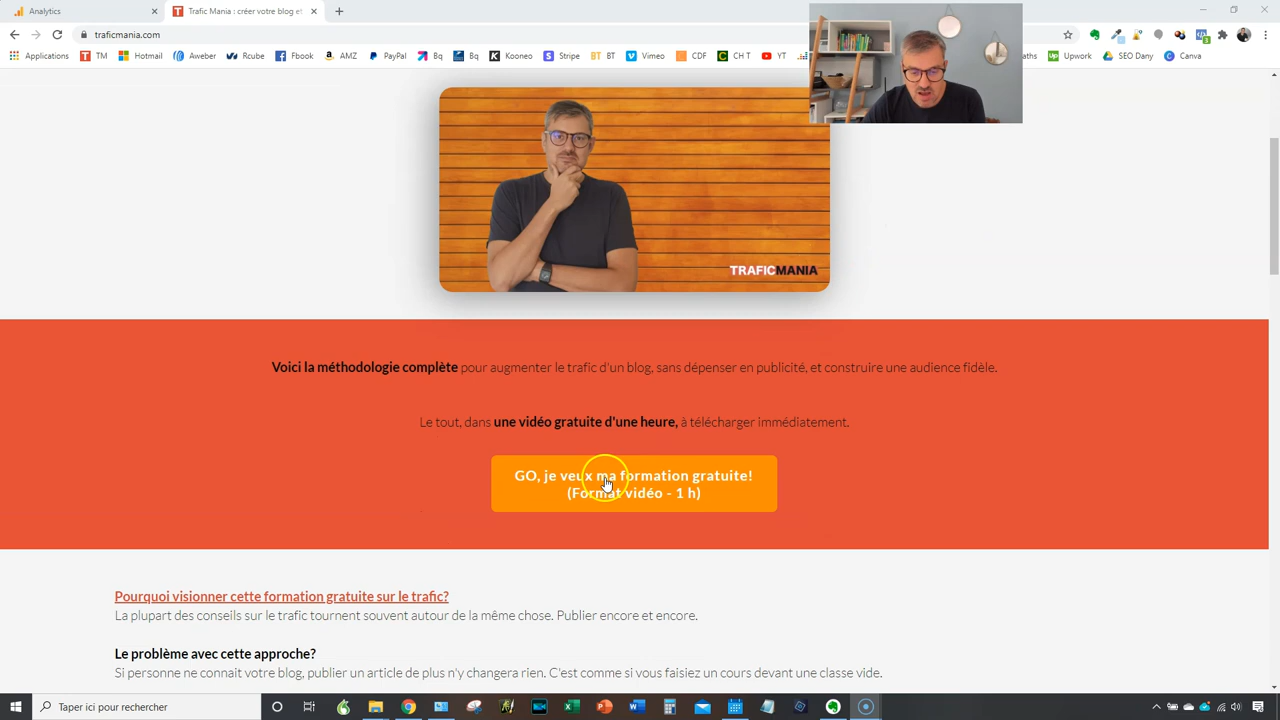 Analytics
Trafic Mania : créer votre blog et
traficmania.com
Applications
TM
Kajabi
Hioffres
Aweber
Rcube
Ebook
AMZ
PayPal
Bq
Bq
Kooneo
Stripe
BT
Vimeo
CDF
CH T
YT
Upwork
SEO Dany
Canva
TRAFICMANIA
Voici la méthodologie complète pour augmenter le trafic d'un blog, sans dépenser en publicité, et construire une audience fidèle.
Le tout, dans une vidéo gratuite d'une heure, à télécharger immédiatement.
GO, je veux ma formation gratuite!
(Format vidéo - 1 h)
Pourquoi visionner cette formation gratuite sur le trafic?
La plupart des conseils sur le trafic tournent souvent autour de la même chose. Publier encore et encore.
Le problème avec cette approche?
Si personne ne connait votre blog, publier un article de plus n'y changera rien. C'est comme si vous faisiez un cours devant une classe vide.
Taper ici pour rechercher